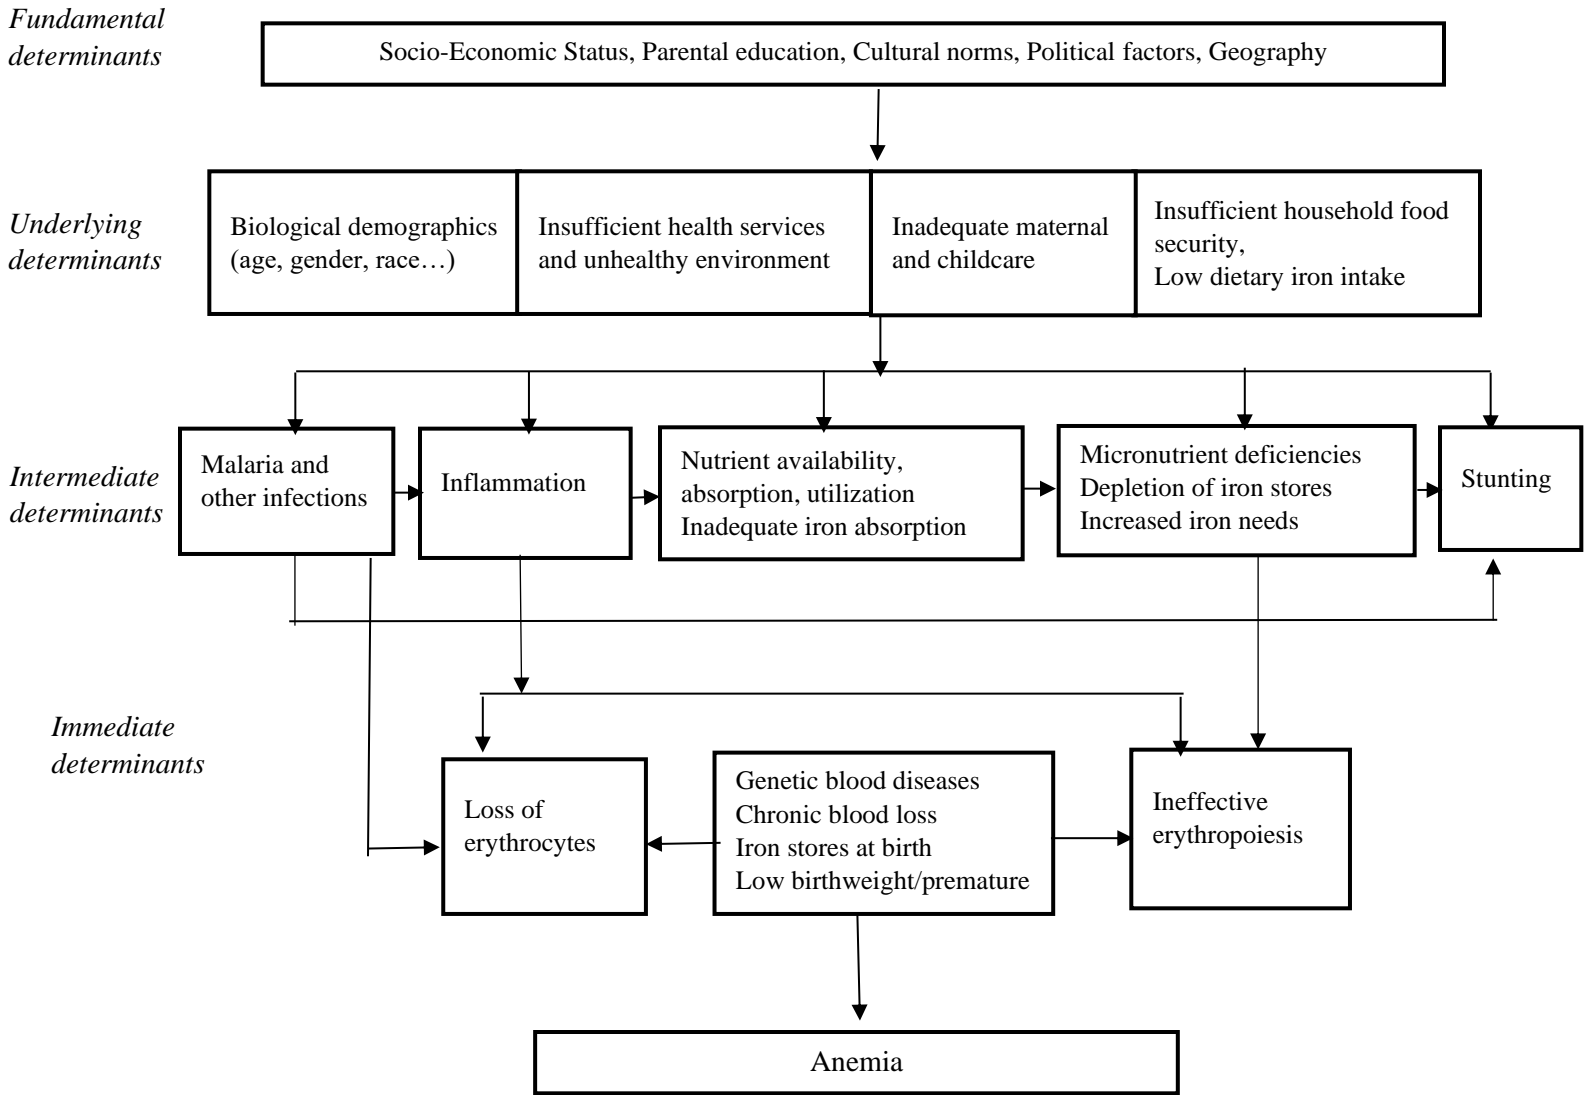 Fundamental
determinants
Socio-Economic Status, Parental education, Cultural norms, Political factors, Geography
Underlying
determinants
Biological demographics
(age, gender, race…)
Insufficient health services
and unhealthy environment
Inadequate maternal
and childcare
Insufficient household food
security,
Low dietary iron intake
Intermediate
determinants
Malaria and
other infections
Inflammation
Nutrient availability,
absorption, utilization
Inadequate iron absorption
Micronutrient deficiencies
Depletion of iron stores
Increased iron needs
Stunting
Immediate
determinants
Loss of
erythrocytes
Genetic blood diseases
Chronic blood loss
Iron stores at birth
Low birthweight/premature
Ineffective
erythropoiesis
Anemia